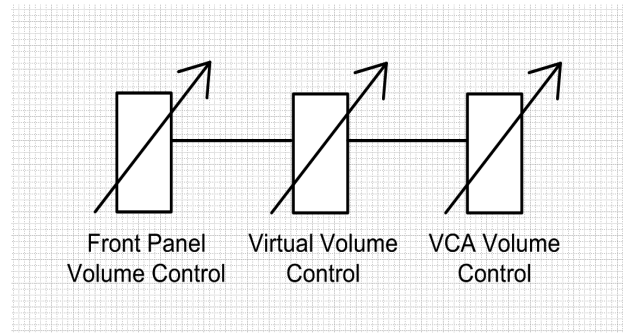 Front Panel
Volume Control
Virtual Volume
Control
VCA Volume
Control